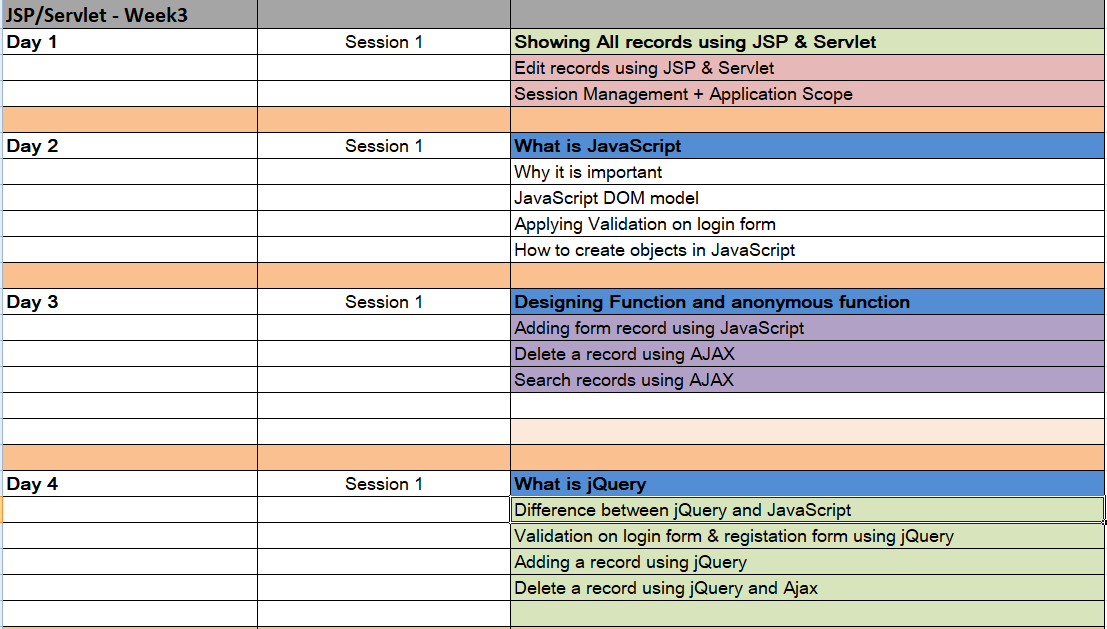 JSP/Servlet - Week3
Day 1 Session 1 Showing All records using JSP & Servlet
Edit records using JSP & Servlet
Session Management + Application Scope
Day 2 Session 1 What is JavaScript
Why it is important
JavaScript DOM model
Applying Validation on login form
How to create objects in JavaScript
Day 3 Session 1 Designing Function and anonymous function
Adding form record using JavaScript
Delete a record using AJAX
Search records using AJAX
Day 4 Session 1 What is jQuery
Difference between jQuery and JavaScript
Validation on login form & registation form using jQuery
Adding a record using jQuery
Delete a record using jQuery and Ajax